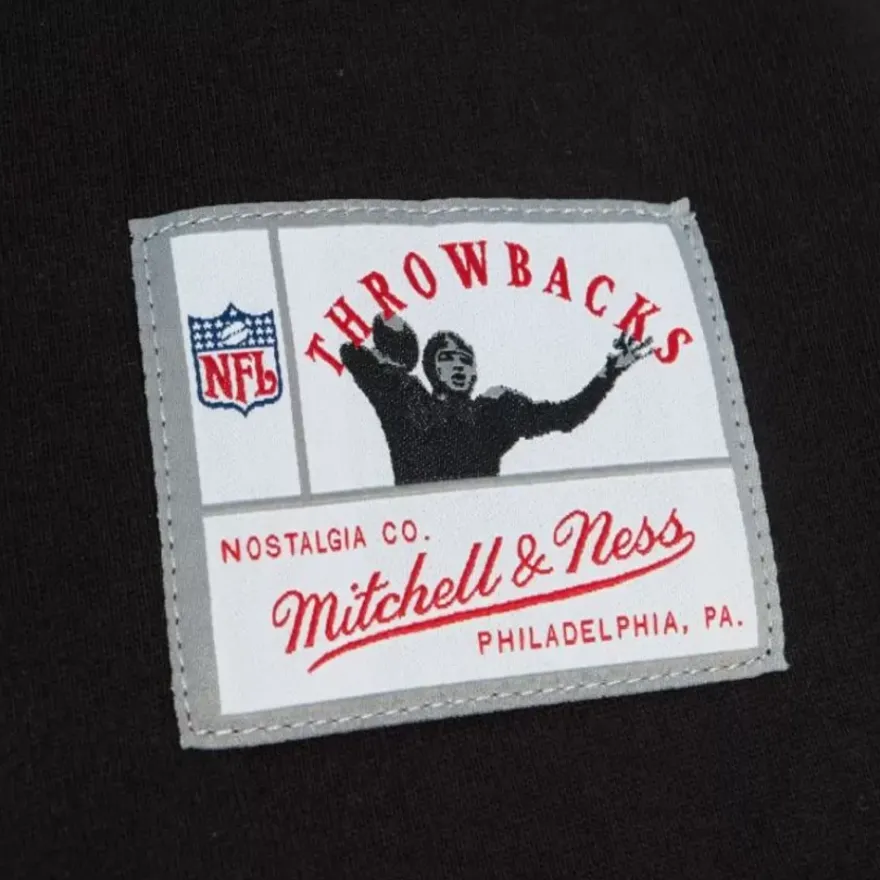 NFL
THROWBACKS
NOSTALGIA CO.
Mitchell & Ness
PHILADELPHIA, PA.